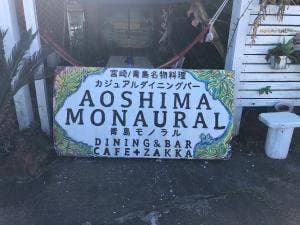 宮崎/青島名物料理
カジュアルダイニングバー
AOSHIMA
MONAURAL
青島モノラル
DINING&BAR
CAFE+ZAKKA